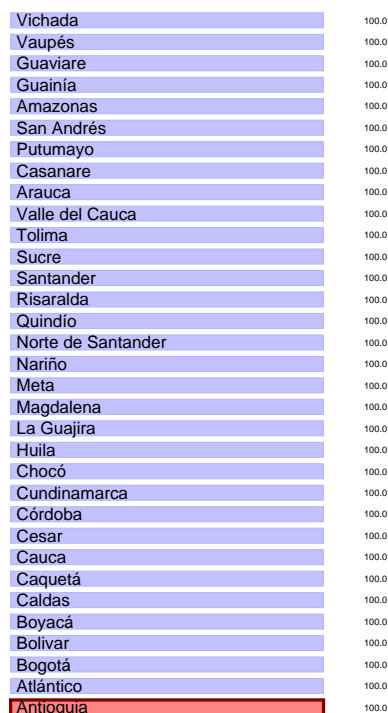 Vichada 100.0
Vaupés 100.0
Guaviare 100.0
Guainía 100.0
Amazonas 100.0
San Andrés 100.0
Putumayo 100.0
Casanare 100.0
Arauca 100.0
Valle del Cauca 100.0
Tolima 100.0
Sucre 100.0
Santander 100.0
Risaralda 100.0
Quindío 100.0
Norte de Santander 100.0
Nariño 100.0
Meta 100.0
Magdalena 100.0
La Guajira 100.0
Huila 100.0
Chocó 100.0
Cundinamarca 100.0
Córdoba 100.0
Cesar 100.0
Cauca 100.0
Caquetá 100.0
Caldas 100.0
Boyacá 100.0
Bolivar 100.0
Bogotá 100.0
Atlántico 100.0
Antioquia 100.0